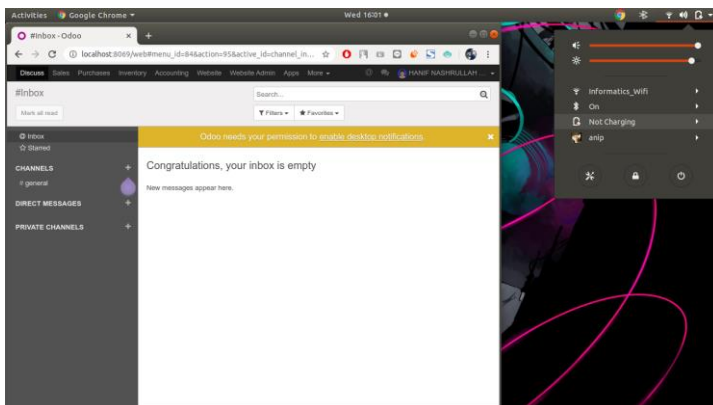 Activities Google Chrome Wed 16:01
#Inbox - Odoo
localhost:8069/web#menu_id=84&action=95&active_id=channel_in...
Discuss Sales Purchases Inventory Accounting Website Website Admin Apps More HANIF NASHRULLAH ...
#Inbox
Search...
Mark all read
Filters Favorites
Inbox
Starred
Odoo needs your permission to enable desktop notifications.
CHANNELS
# general
DIRECT MESSAGES
PRIVATE CHANNELS
Congratulations, your inbox is empty
New messages appear here.
Informatics_Wifi
On
Not Charging
anip